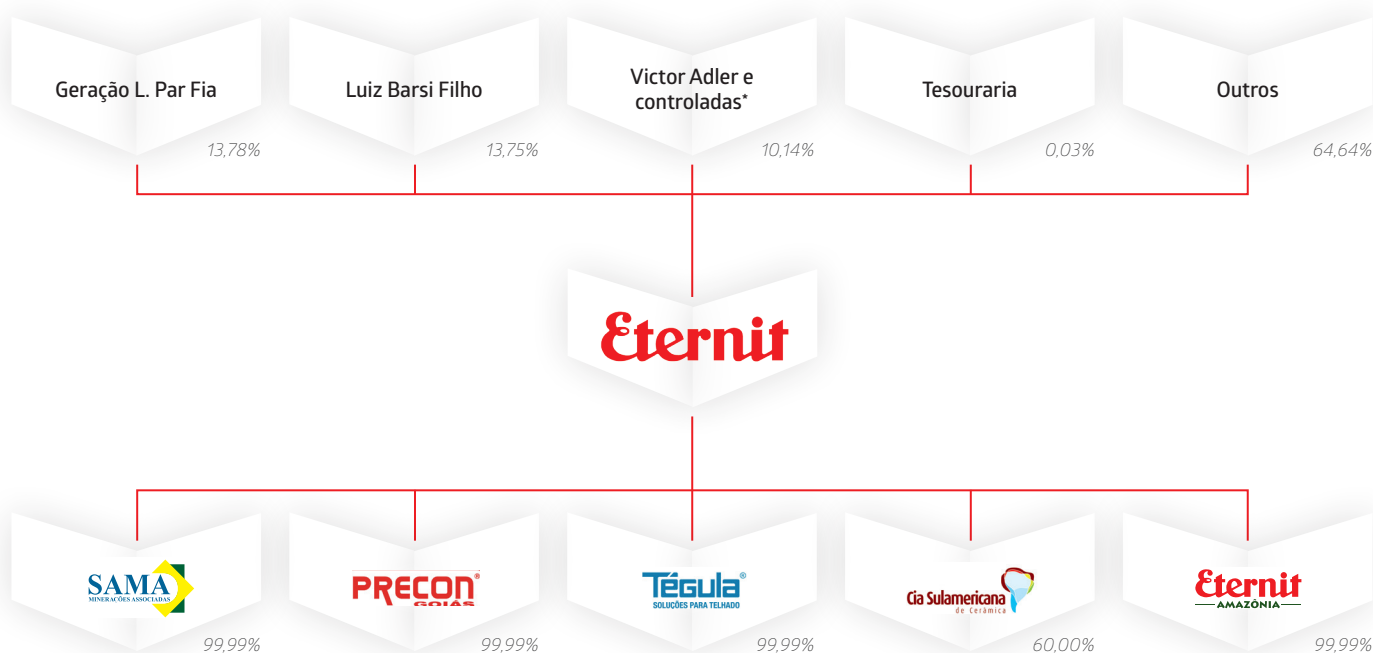 Geração L. Par Fia
13,78%
Luiz Barsi Filho
13,75%
Victor Adler e
controladas*
10,14%
Tesouraria
0,03%
Outros
64,64%
Eternit
SAMA
MINERAÇÕES ASSOCIADAS
99,99%
PRECON®
GOIÁS
99,99%
TÉGULA®
SOLUÇÕES PARA TELHADO
99,99%
Cia Sulamericana
de Cerâmica
60,00%
Eternit
AMAZÔNIA
99,99%